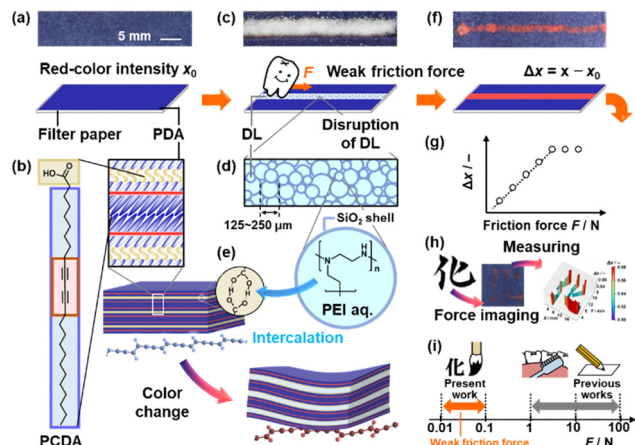 (a)
5 mm
(c)
(f)
Red-color intensity x0
F
Weak friction force
Δx = x − x0
Filter paper
PDA
DL
Disruption of DL
(b)
HO
O
(d)
125~250 μm
SiO2 shell
(g)
Δx / −
Friction force F / N
(e)
C
O
H
O
O
H
O
C
N
H
N
n
PEI aq.
Intercalation
(h)
化
Measuring
Force imaging
Color change
PCDA
(i)
化
Present work
Previous works
0.01
0.1
1
10
100
Weak friction force
F / N